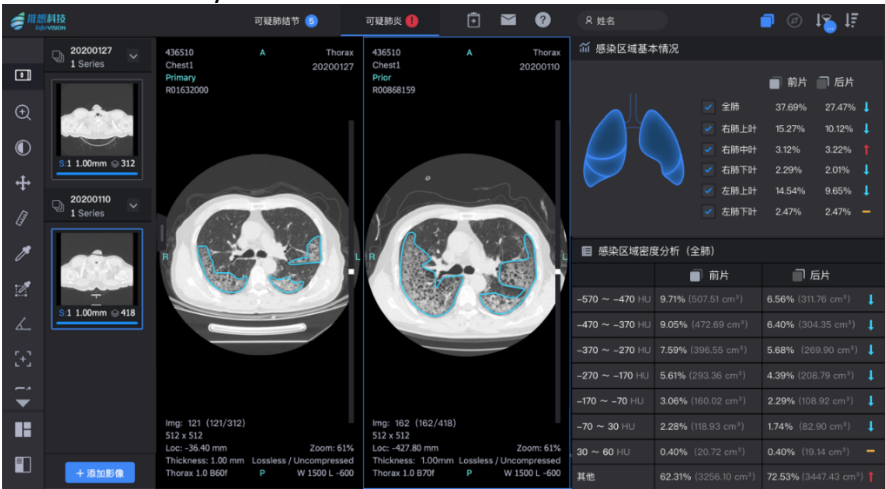 推想科技
infervision
可疑肺结节 5
可疑肺炎 !
?
姓名
20200127
1 Series
S:1 1.00mm 312
20200110
1 Series
S:1 1.00mm 418
+ 添加影像
436510 A Thorax
Chest1 20200127
Primary
R01632000
R L
Img: 121 (121/312)
512 x 512
Loc: -36.40 mm Zoom: 61%
Thickness: 1.00 mm Lossless / Uncompressed
Thorax 1.0 B60f P W 1500 L -600
436510 A Thorax
Chest1 20200110
Prior
R00868159
R L
Img: 162 (162/418)
512 x 512
Loc: -427.80 mm Zoom: 61%
Thickness: 1.00mm Lossless / Uncompressed
Thorax 1.0 B70f P W 1500 L -600
感染区域基本情况
前片 后片
全肺 37.69% 27.47% ↓
右肺上叶 15.27% 10.12% ↓
右肺中叶 3.12% 3.22% ↑
右肺下叶 2.29% 2.01% ↓
左肺上叶 14.54% 9.65% ↓
左肺下叶 2.47% 2.47% –
感染区域密度分析 (全肺)
前片 后片
-570 ~ -470 HU 9.71% (507.51 cm³) 6.56% (311.76 cm³) ↓
-470 ~ -370 HU 9.05% (472.69 cm³) 6.40% (304.35 cm³) ↓
-370 ~ -270 HU 7.59% (396.55 cm³) 5.68% (269.90 cm³) ↓
-270 ~ -170 HU 5.61% (293.36 cm³) 4.39% (208.79 cm³) ↓
-170 ~ -70 HU 3.06% (160.02 cm³) 2.29% (108.92 cm³) ↓
-70 ~ 30 HU 2.28% (118.93 cm³) 1.74% (82.90 cm³) ↓
30 ~ 60 HU 0.40% (20.72 cm³) 0.40% (19.14 cm³) –
其他 62.31% (3256.10 cm³) 72.53% (3447.43 cm³) ↑